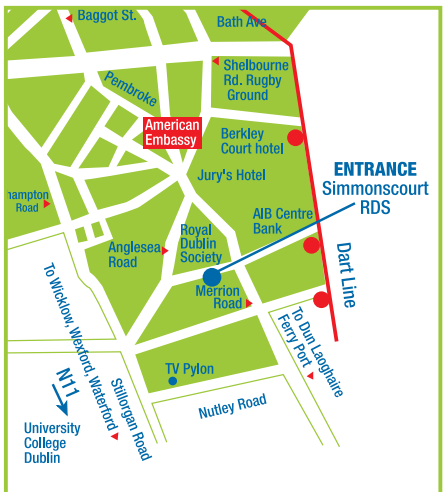 Baggot St.
Bath Ave
Shelbourne
Rd. Rugby
Ground
Pembroke
American
Embassy
Berkley
Court hotel
ENTRANCE
Simmonscourt
RDS
Jury's Hotel
hampton
Road
AIB Centre
Bank
Royal
Dublin
Society
Anglesea
Road
Dart Line
Merrion
Road
To Wicklow, Wexford, Waterford
To Dun Laoghaire
Ferry Port
TV Pylon
N11
Stillorgan Road
Nutley Road
University
College
Dublin